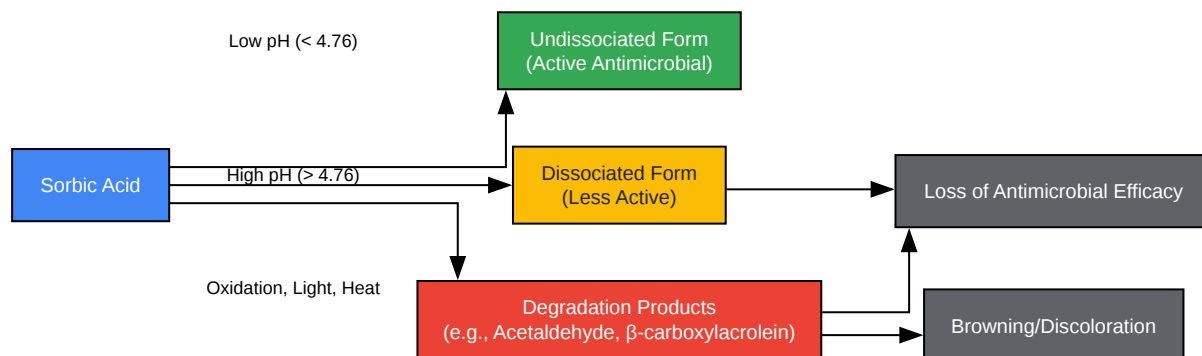 Low pH (< 4.76)
Undissociated Form
(Active Antimicrobial)
Sorbic Acid
High pH (> 4.76)
Dissociated Form
(Less Active)
Loss of Antimicrobial Efficacy
Oxidation, Light, Heat
Degradation Products
(e.g., Acetaldehyde, β-carboxylacrolein)
Browning/Discoloration